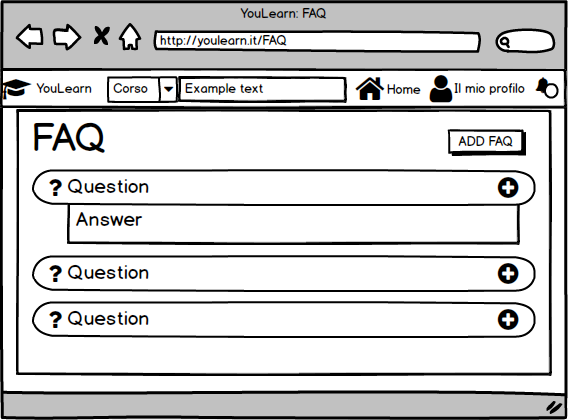 YouLearn: FAQ
http://youlearn.it/FAQ
YouLearn Corso Example text Home Il mio profilo
FAQ
ADD FAQ
? Question
Answer
? Question
? Question